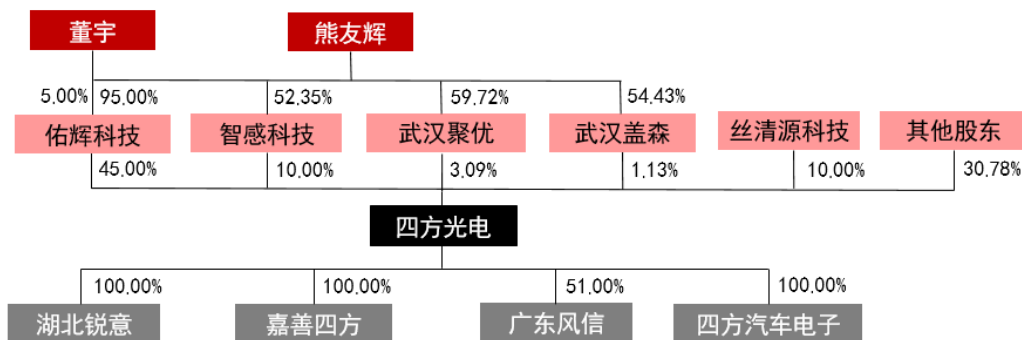 董宇
熊友辉
5.00% 95.00% 52.35% 59.72% 54.43%
佑辉科技 智感科技 武汉聚优 武汉盖森 丝清源科技 其他股东
45.00% 10.00% 3.09% 1.13% 10.00% 30.78%
四方光电
100.00% 100.00% 51.00% 100.00%
湖北锐意 嘉善四方 广东风信 四方汽车电子